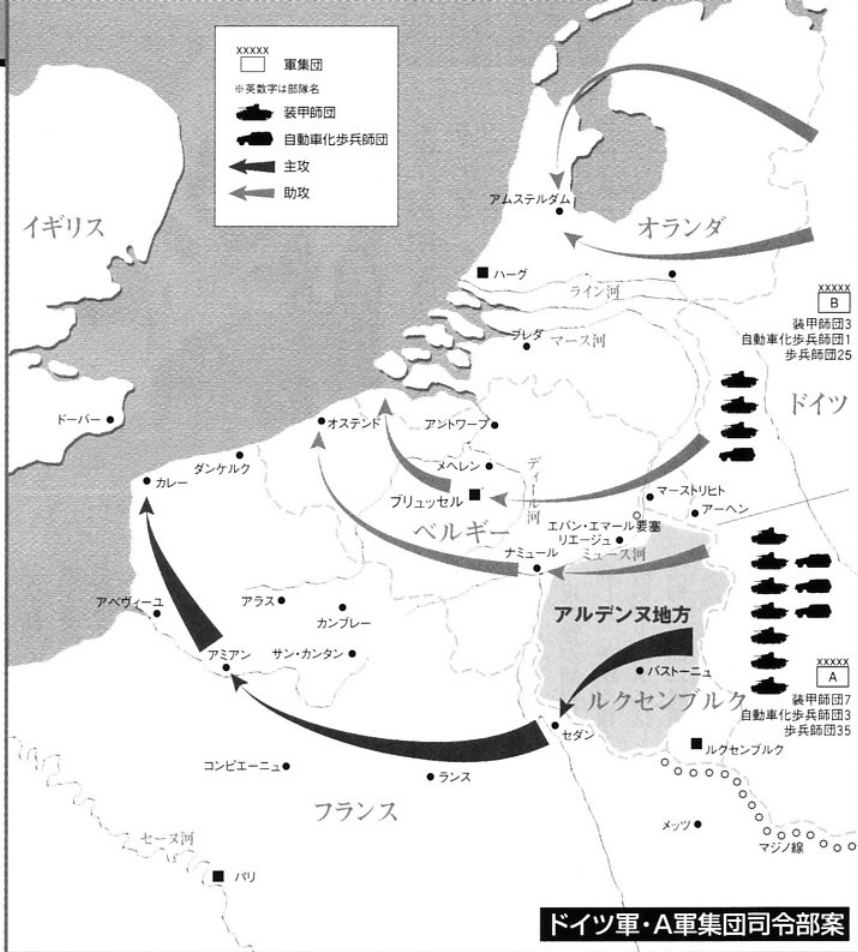 XXXXX
軍集団
※英数字は部隊名
装甲師団
自動車化歩兵師団
主攻
助攻
イギリス
アムステルダム
オランダ
ハーグ
ライン河
XXXXX
B
装甲師団3
自動車化歩兵師団1
歩兵師団25
ブレダ
マース河
ドイツ
ドーバー
オステンド
アントワープ
ダンケルク
カレー
メヘレン
ディール河
ブリュッセル
マーストリヒト
アーヘン
ベルギー
エバン・エマール要塞
リエージュ
ナミュール
ミュース河
アベヴィーユ
アラス
カンブレー
アルデンヌ地方
アミアン
サン・カンタン
バストーニュ
XXXXX
A
ルクセンブルク
装甲師団7
自動車化歩兵師団3
歩兵師団35
セダン
ルクセンブルク
コンピエーニュ
ランス
フランス
メッツ
マジノ線
セーヌ河
パリ
ドイツ軍・A軍集団司令部案